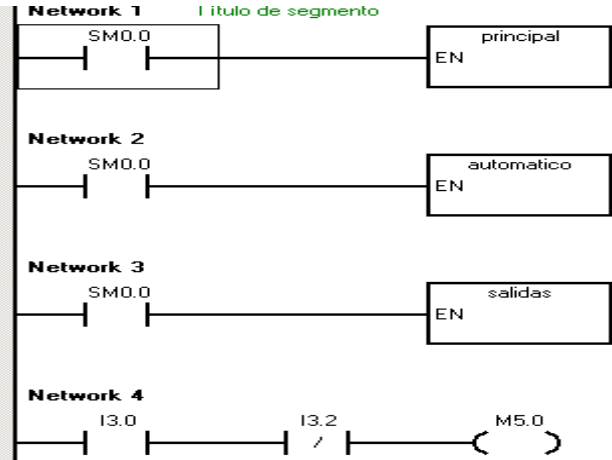 Network 1 Titulo de segmento
SM0.0 principal
EN
Network 2
SM0.0 automatico
EN
Network 3
SM0.0 salidas
EN
Network 4
I3.0 I3.2 M5.0
/